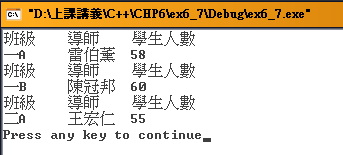 "D:\上課講義\C++\CHP6\ex6_7\Debug\ex6_7.exe"
班級 導師 學生人數
一A 雷伯薰 58
班級 導師 學生人數
一B 陳冠邦 60
班級 導師 學生人數
二A 王宏仁 55
Press any key to continue